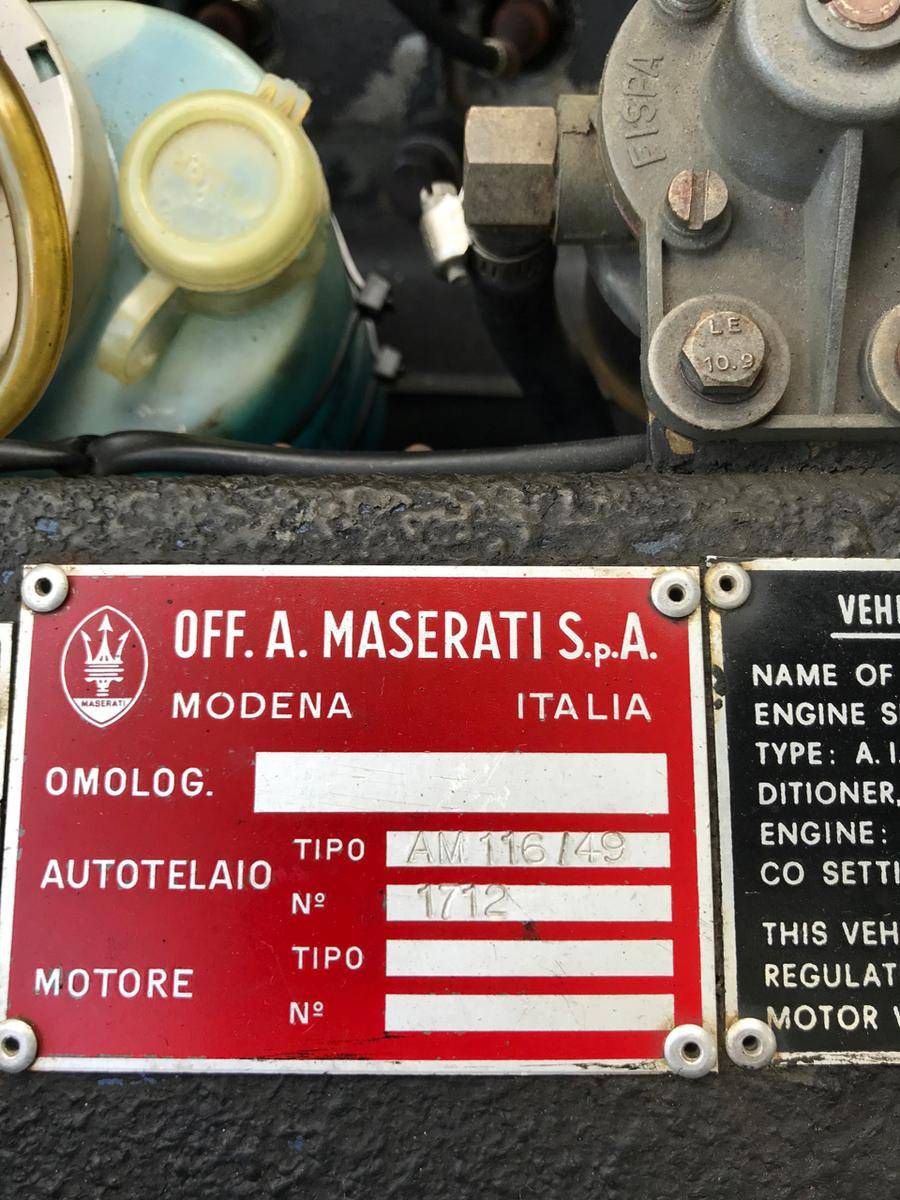 FISPA
LE
10.9
MASERATI
OFF. A. MASERATI S.p.A.
MODENA ITALIA
OMOLOG.
AUTOTELAIO
TIPO AM 116/49
Nº 1712
MOTORE
TIPO
Nº
VEHI
NAME OF
ENGINE S
TYPE: A.I.
DITIONER,
ENGINE:
CO SETTI
THIS VEH
REGULAT
MOTOR V